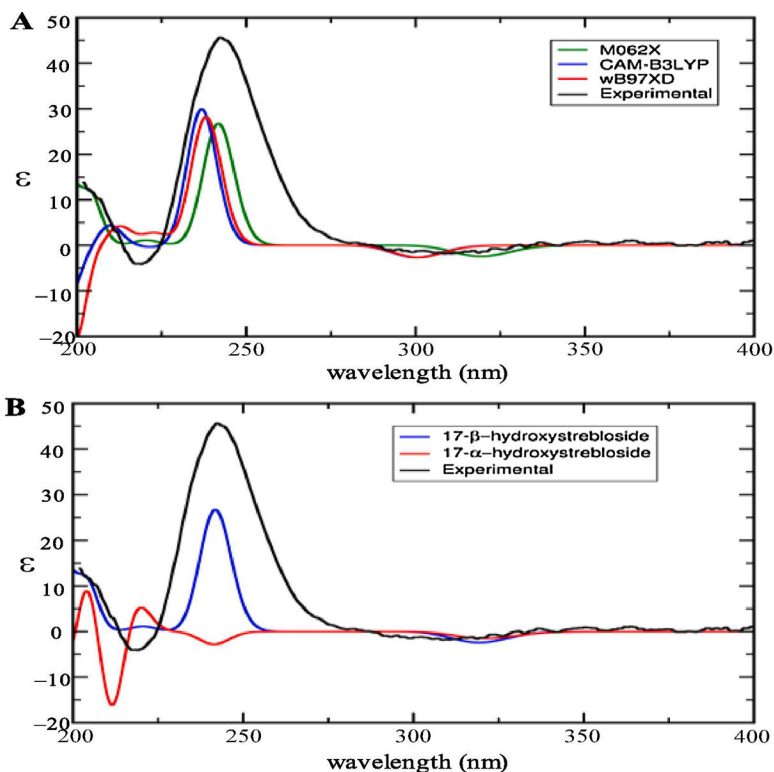 A
50
40
30
20
10
0
−10
−20
ε
M062X
CAM-B3LYP
wB97XD
Experimental
200
250
300
350
400
wavelength (nm)
B
50
40
30
20
10
0
−10
−20
ε
17-β−hydroxystrebloside
17-α−hydroxystrebloside
Experimental
200
250
300
350
400
wavelength (nm)